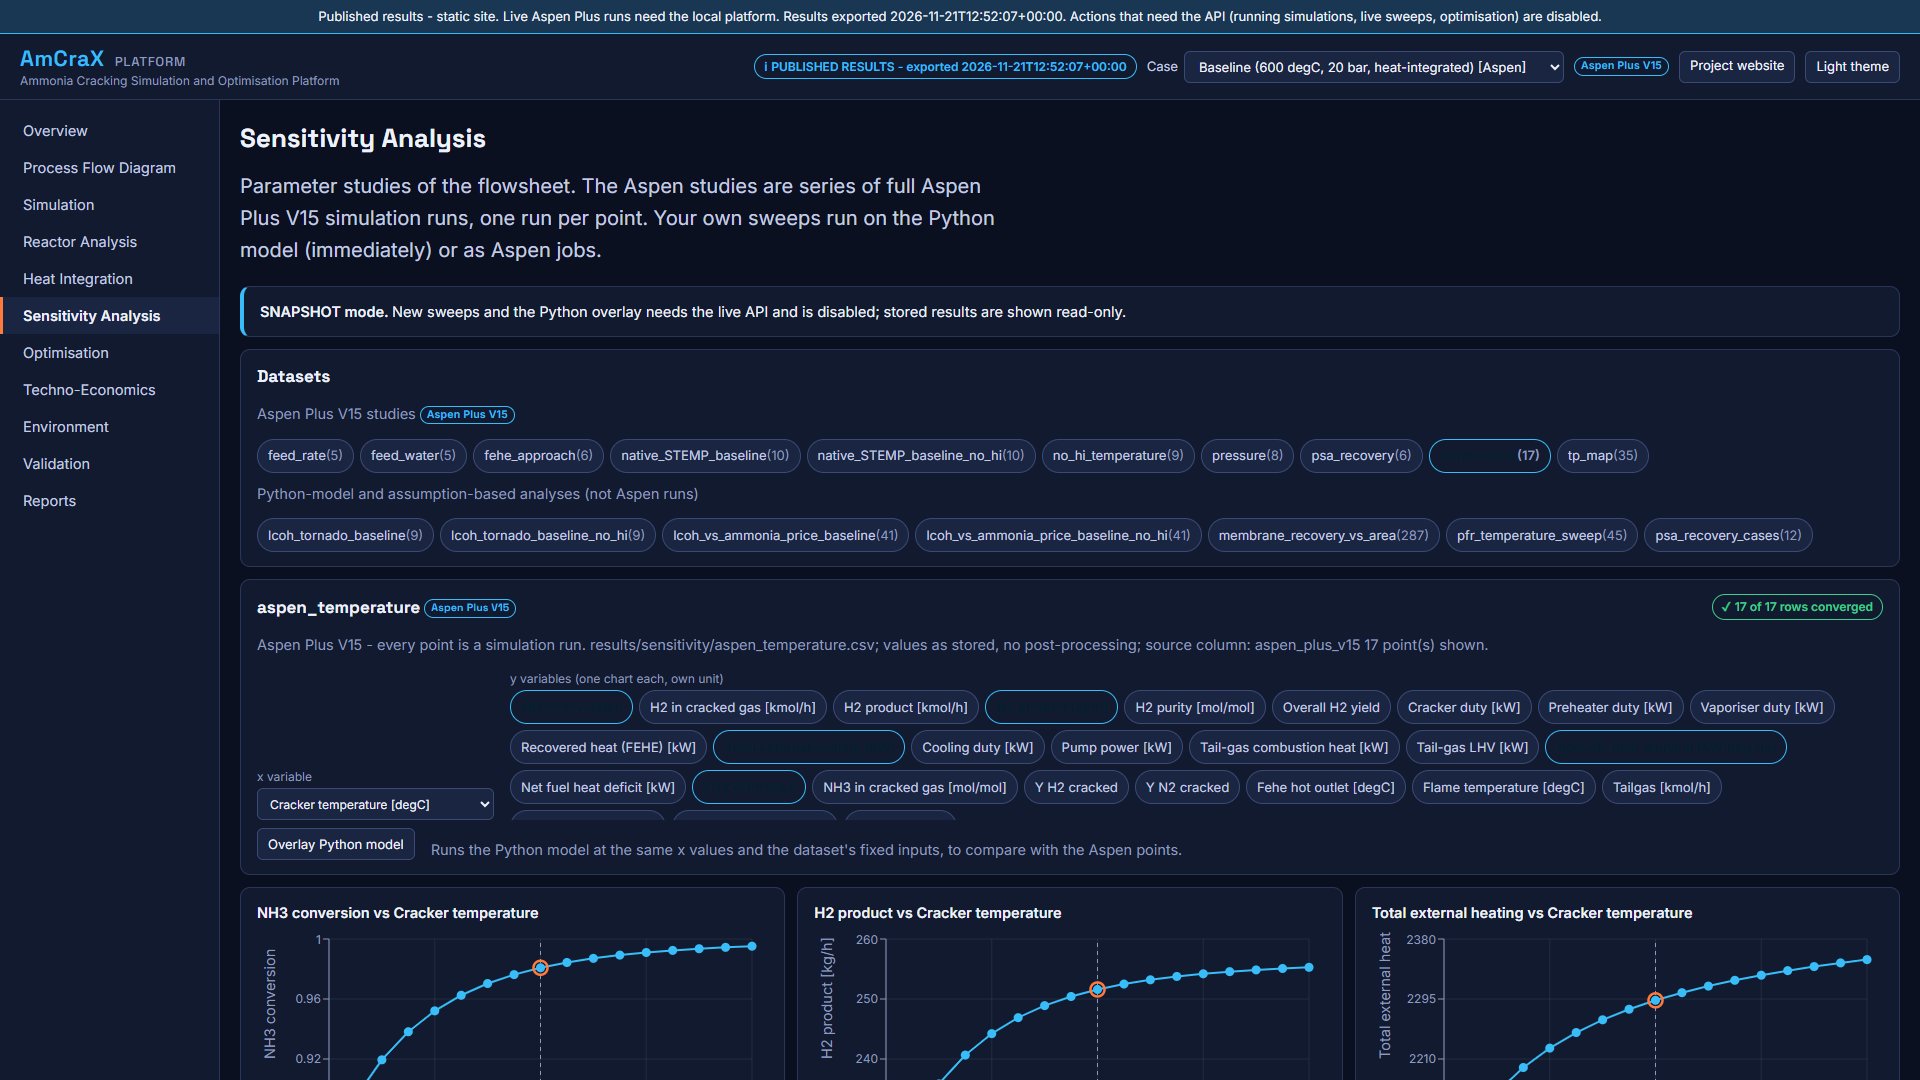 Published results - static site. Live Aspen Plus runs need the local platform. Results exported 2026-11-21T12:52:07+00:00. Actions that need the API (running simulations, live sweeps, optimisation) are disabled.
AmCraX PLATFORM
Ammonia Cracking Simulation and Optimisation Platform
i PUBLISHED RESULTS - exported 2026-11-21T12:52:07+00:00
Case
Baseline (600 degC, 20 bar, heat-integrated) [Aspen]
Aspen Plus V15
Project website
Light theme
Overview
Process Flow Diagram
Simulation
Reactor Analysis
Heat Integration
Sensitivity Analysis
Optimisation
Techno-Economics
Environment
Validation
Reports
Sensitivity Analysis
Parameter studies of the flowsheet. The Aspen studies are series of full Aspen
Plus V15 simulation runs, one run per point. Your own sweeps run on the Python
model (immediately) or as Aspen jobs.
SNAPSHOT mode. New sweeps and the Python overlay needs the live API and is disabled; stored results are shown read-only.
Datasets
Aspen Plus V15 studies Aspen Plus V15
feed_rate(5) feed_water(5) fehe_approach(6) native_STEMP_baseline(10) native_STEMP_baseline_no_hi(10) no_hi_temperature(9) pressure(8) psa_recovery(6) (17) tp_map(35)
Python-model and assumption-based analyses (not Aspen runs)
lcoh_tornado_baseline(9) lcoh_tornado_baseline_no_hi(9) lcoh_vs_ammonia_price_baseline(41) lcoh_vs_ammonia_price_baseline_no_hi(41) membrane_recovery_vs_area(287) pfr_temperature_sweep(45) psa_recovery_cases(12)
aspen_temperature Aspen Plus V15
✓ 17 of 17 rows converged
Aspen Plus V15 - every point is a simulation run. results/sensitivity/aspen_temperature.csv; values as stored, no post-processing; source column: aspen_plus_v15 17 point(s) shown.
y variables (one chart each, own unit)
H2 in cracked gas [kmol/h] H2 product [kmol/h] H2 purity [mol/mol] Overall H2 yield Cracker duty [kW] Preheater duty [kW] Vaporiser duty [kW]
Recovered heat (FEHE) [kW] Cooling duty [kW] Pump power [kW] Tail-gas combustion heat [kW] Tail-gas LHV [kW]
Net fuel heat deficit [kW] NH3 in cracked gas [mol/mol] Y H2 cracked Y N2 cracked Fehe hot outlet [degC] Flame temperature [degC] Tailgas [kmol/h]
x variable
Cracker temperature [degC]
Overlay Python model
Runs the Python model at the same x values and the dataset's fixed inputs, to compare with the Aspen points.
NH3 conversion vs Cracker temperature
NH3 conversion
1
0.96
0.92
H2 product vs Cracker temperature
H2 product [kg/h]
260
250
240
Total external heating vs Cracker temperature
Total external heat
2380
2295
2210